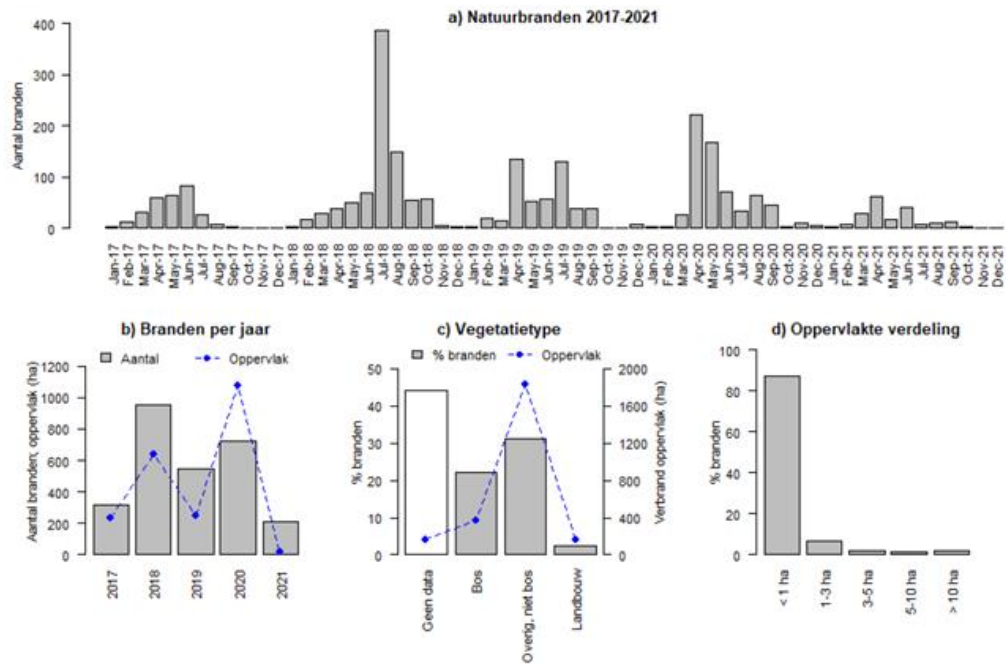 a) Natuurbranden 2017-2021
Aantal branden
400
300
200
100
0
Jan-17
Feb-17
Mar-17
Apr-17
May-17
Jun-17
Jul-17
Aug-17
Sep-17
Oct-17
Nov-17
Dec-17
Jan-18
Feb-18
Mar-18
Apr-18
May-18
Jun-18
Jul-18
Aug-18
Sep-18
Oct-18
Nov-18
Dec-18
Jan-19
Feb-19
Mar-19
Apr-19
May-19
Jun-19
Jul-19
Aug-19
Sep-19
Oct-19
Nov-19
Dec-19
Jan-20
Feb-20
Mar-20
Apr-20
May-20
Jun-20
Jul-20
Aug-20
Sep-20
Oct-20
Nov-20
Dec-20
Jan-21
Feb-21
Mar-21
Apr-21
May-21
Jun-21
Jul-21
Aug-21
Sep-21
Oct-21
Nov-21
Dec-21
b) Branden per jaar
Aantal
Oppervlak
Aantal branden; oppervlak (ha)
1200
1000
800
600
400
200
0
2017
2018
2019
2020
2021
c) Vegetatietype
% branden
Oppervlak
% branden
50
40
30
20
10
0
Geen data
Bos
Overig, niet bos
Landbouw
2000
1600
1200
800
400
0
Verbrand oppervlak (ha)
d) Oppervlakte verdeling
% branden
100
80
60
40
20
0
< 1 ha
1-3 ha
3-5 ha
5-10 ha
> 10 ha